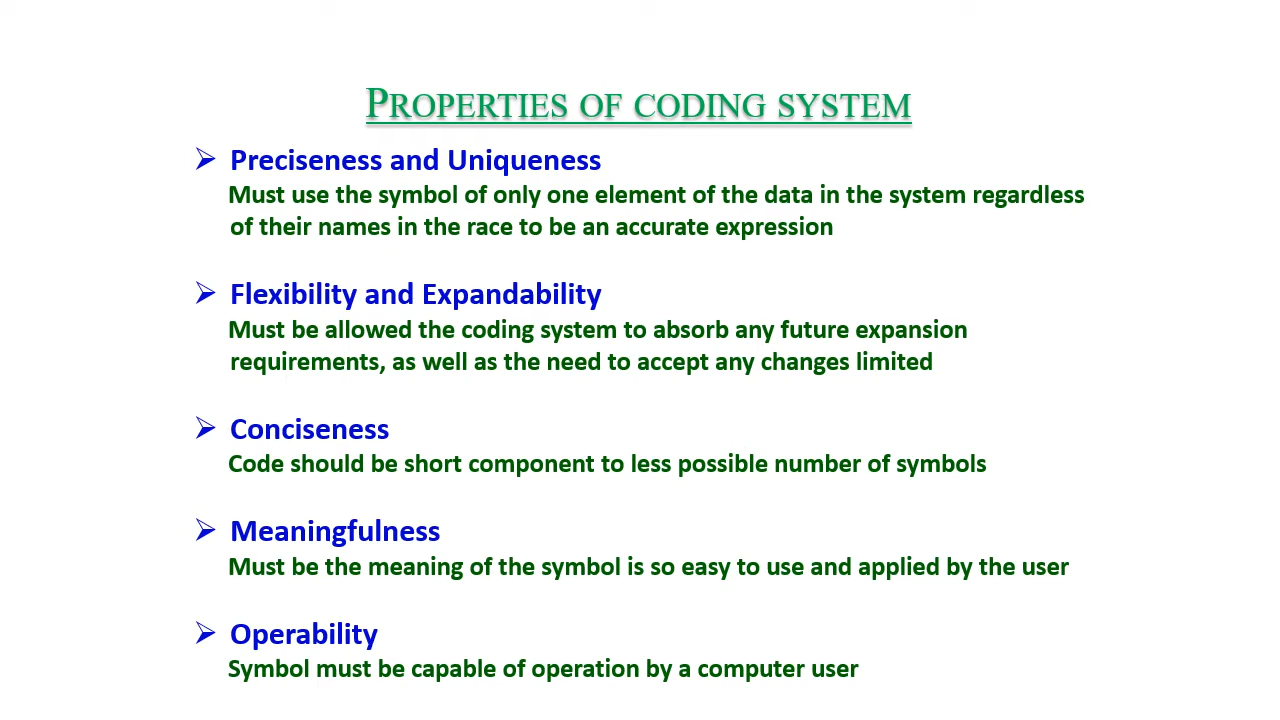 PROPERTIES OF CODING SYSTEM
➢ Preciseness and Uniqueness
Must use the symbol of only one element of the data in the system regardless
of their names in the race to be an accurate expression
➢ Flexibility and Expandability
Must be allowed the coding system to absorb any future expansion
requirements, as well as the need to accept any changes limited
➢ Conciseness
Code should be short component to less possible number of symbols
➢ Meaningfulness
Must be the meaning of the symbol is so easy to use and applied by the user
➢ Operability
Symbol must be capable of operation by a computer user